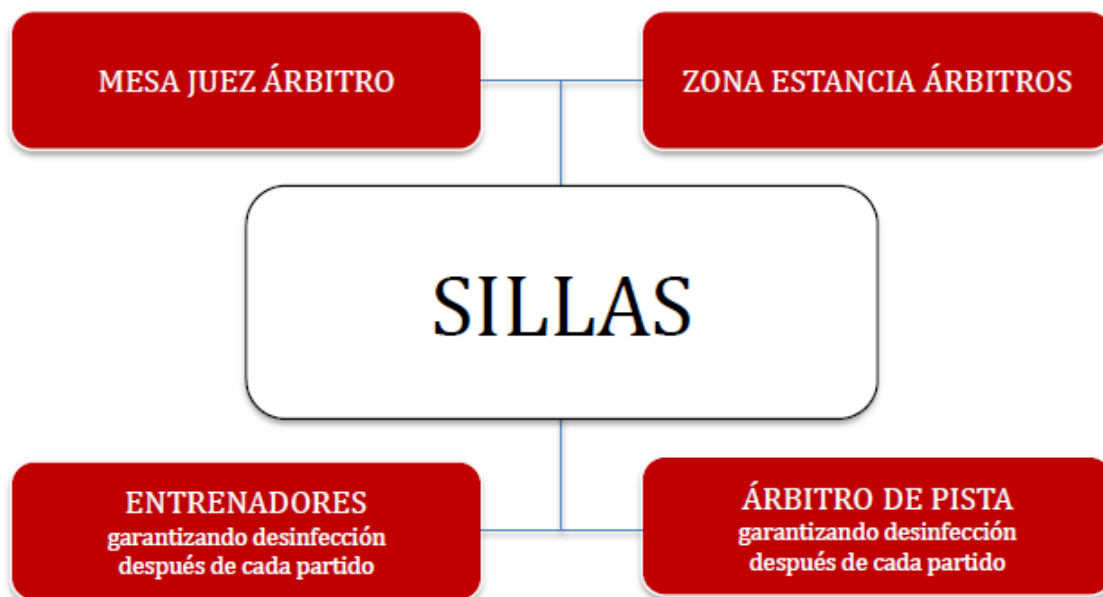 MESA JUEZ ÁRBITRO
ZONA ESTANCIA ÁRBITROS
SILLAS
ENTRENADORES
garantizando desinfección
después de cada partido
ÁRBITRO DE PISTA
garantizando desinfección
después de cada partido